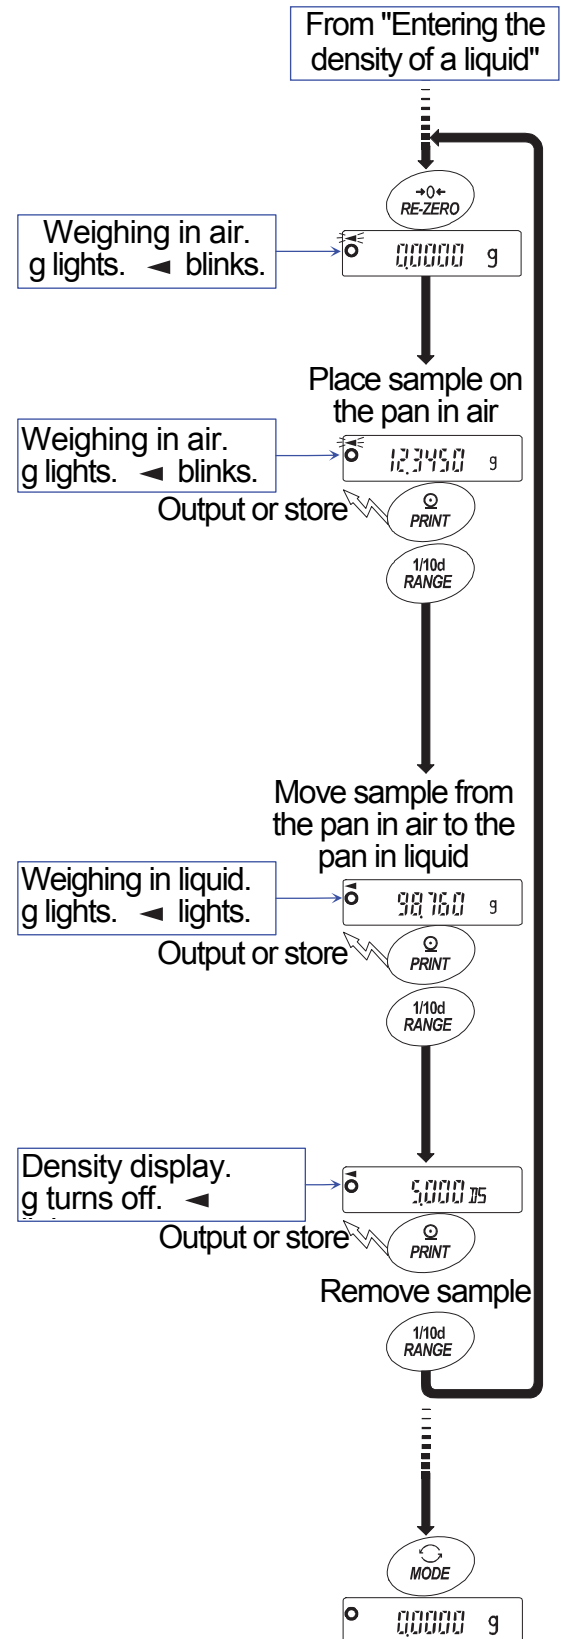 From "Entering the
density of a liquid"
→0←
RE-ZERO
Weighing in air.
g lights. ◄ blinks.
0.0000 g
Place sample on
the pan in air
Weighing in air.
g lights. ◄ blinks.
12.3450 g
Output or store
PRINT
1/10d
RANGE
Move sample from
the pan in air to the
pan in liquid
Weighing in liquid.
g lights. ◄ lights.
98.760 g
Output or store
PRINT
1/10d
RANGE
Density display.
g turns off. ◄
5.000 DS
Output or store
PRINT
Remove sample
1/10d
RANGE
MODE
0.0000 g